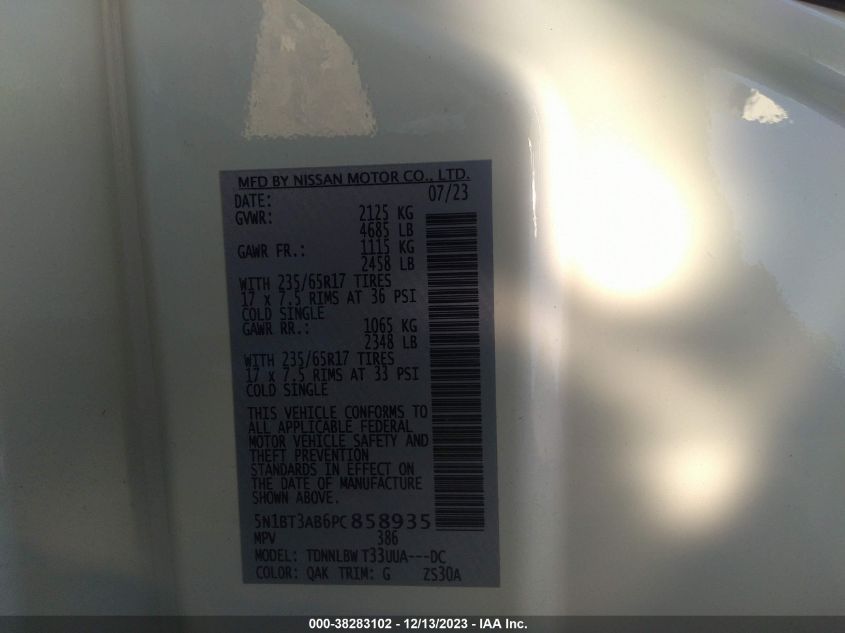 MFD BY NISSAN MOTOR CO., LTD.
DATE: 07/23
GVWR: 2125 KG
4685 LB
GAWR FR.: 1115 KG
2458 LB
WITH 235/65R17 TIRES
17 x 7.5 RIMS AT 36 PSI
COLD SINGLE
GAWR RR.: 1065 KG
2348 LB
WITH 235/65R17 TIRES
17 x 7.5 RIMS AT 33 PSI
COLD SINGLE
THIS VEHICLE CONFORMS TO
ALL APPLICABLE FEDERAL
MOTOR VEHICLE SAFETY AND
THEFT PREVENTION
STANDARDS IN EFFECT ON
THE DATE OF MANUFACTURE
SHOWN ABOVE.
5N1BT3AB6PC858935
MPV 386
MODEL: TDNNLBW T33UUA---DC
COLOR: QAK TRIM: G ZS30A
000-38283102 - 12/13/2023 - IAA Inc.